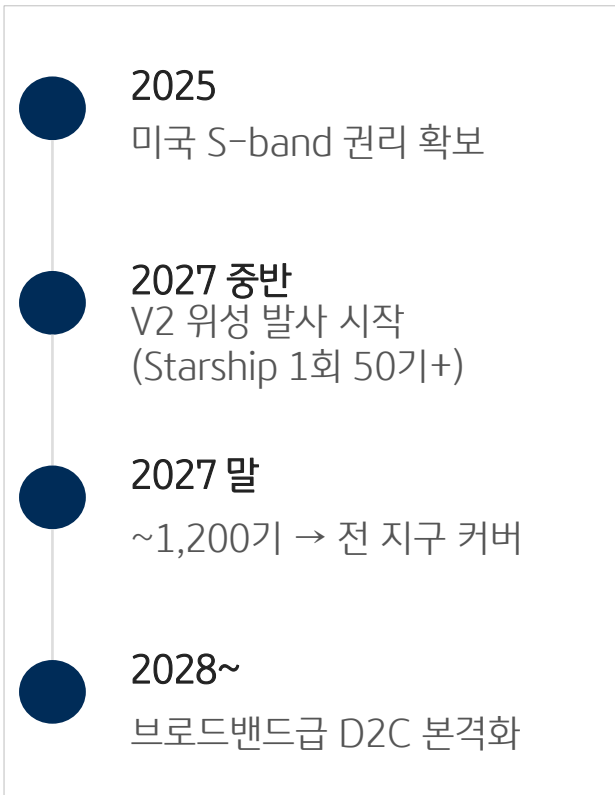 2025
미국 S-band 권리 확보
2027 중반
V2 위성 발사 시작
(Starship 1회 50기+)
2027 말
~1,200기 → 전 지구 커버
2028~
브로드밴드급 D2C 본격화